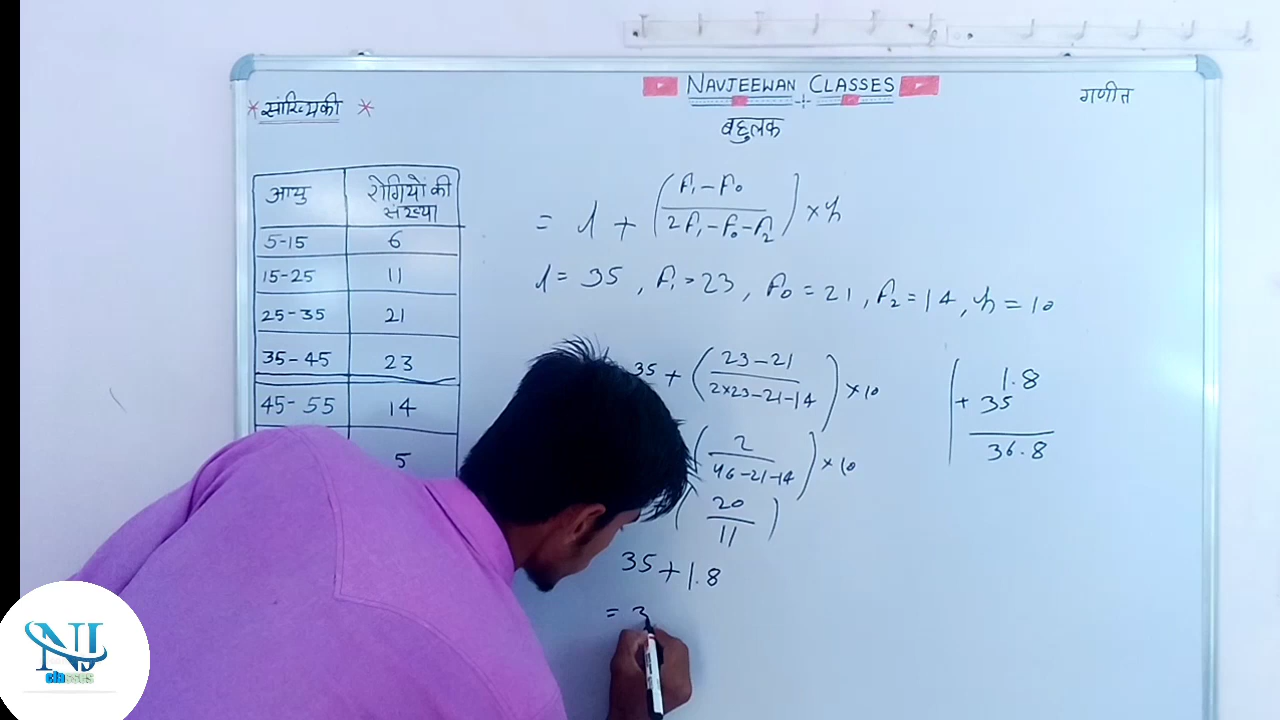 NAVJEEWAN CLASSES
* सांख्यिकी *
गणीत
बहुलक
आयु रोगियों की संख्या
5-15 6
15-25 11
25-35 21
35-45 23
45-55 14
5
= l + (f₁-f₀ / 2f₁-f₀-f₂) × h
l = 35, f₁ = 23, f₀ = 21, f₂ = 14, h = 10
35 + (23-21 / 2×23-21-14) × 10
(2 / 46-21-14) × 10
+ (20 / 11)
35 + 1.8
= 3
1.8
+ 35
36.8
NJ
classes